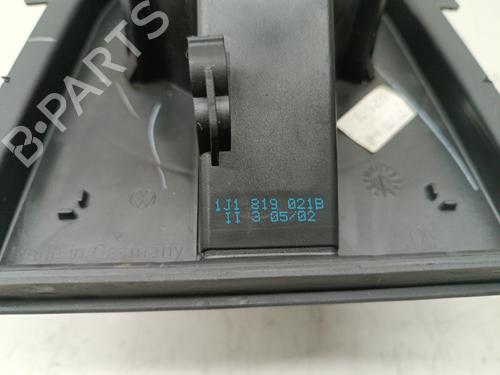 B-PARTS
1J1 819 021B
II 3 05/02
Made in Germany